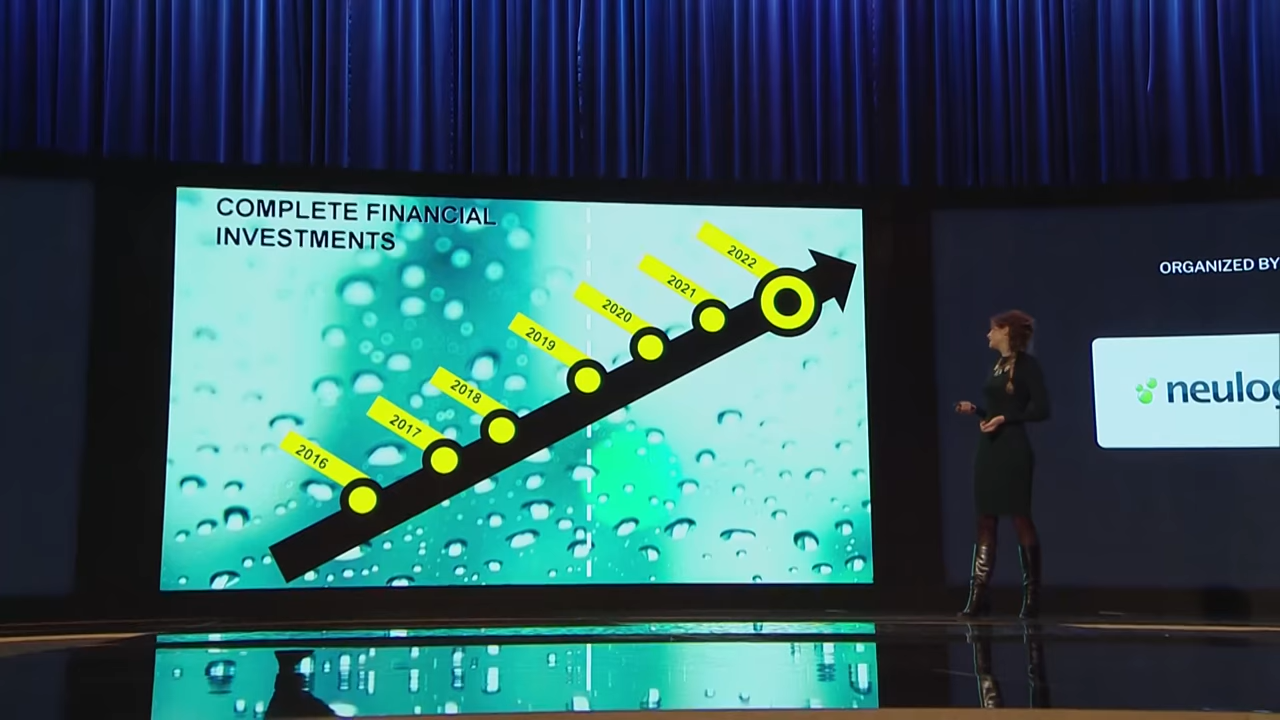 COMPLETE FINANCIAL
INVESTMENTS
2016
2017
2018
2019
2020
2021
2022
ORGANIZED BY
neulog